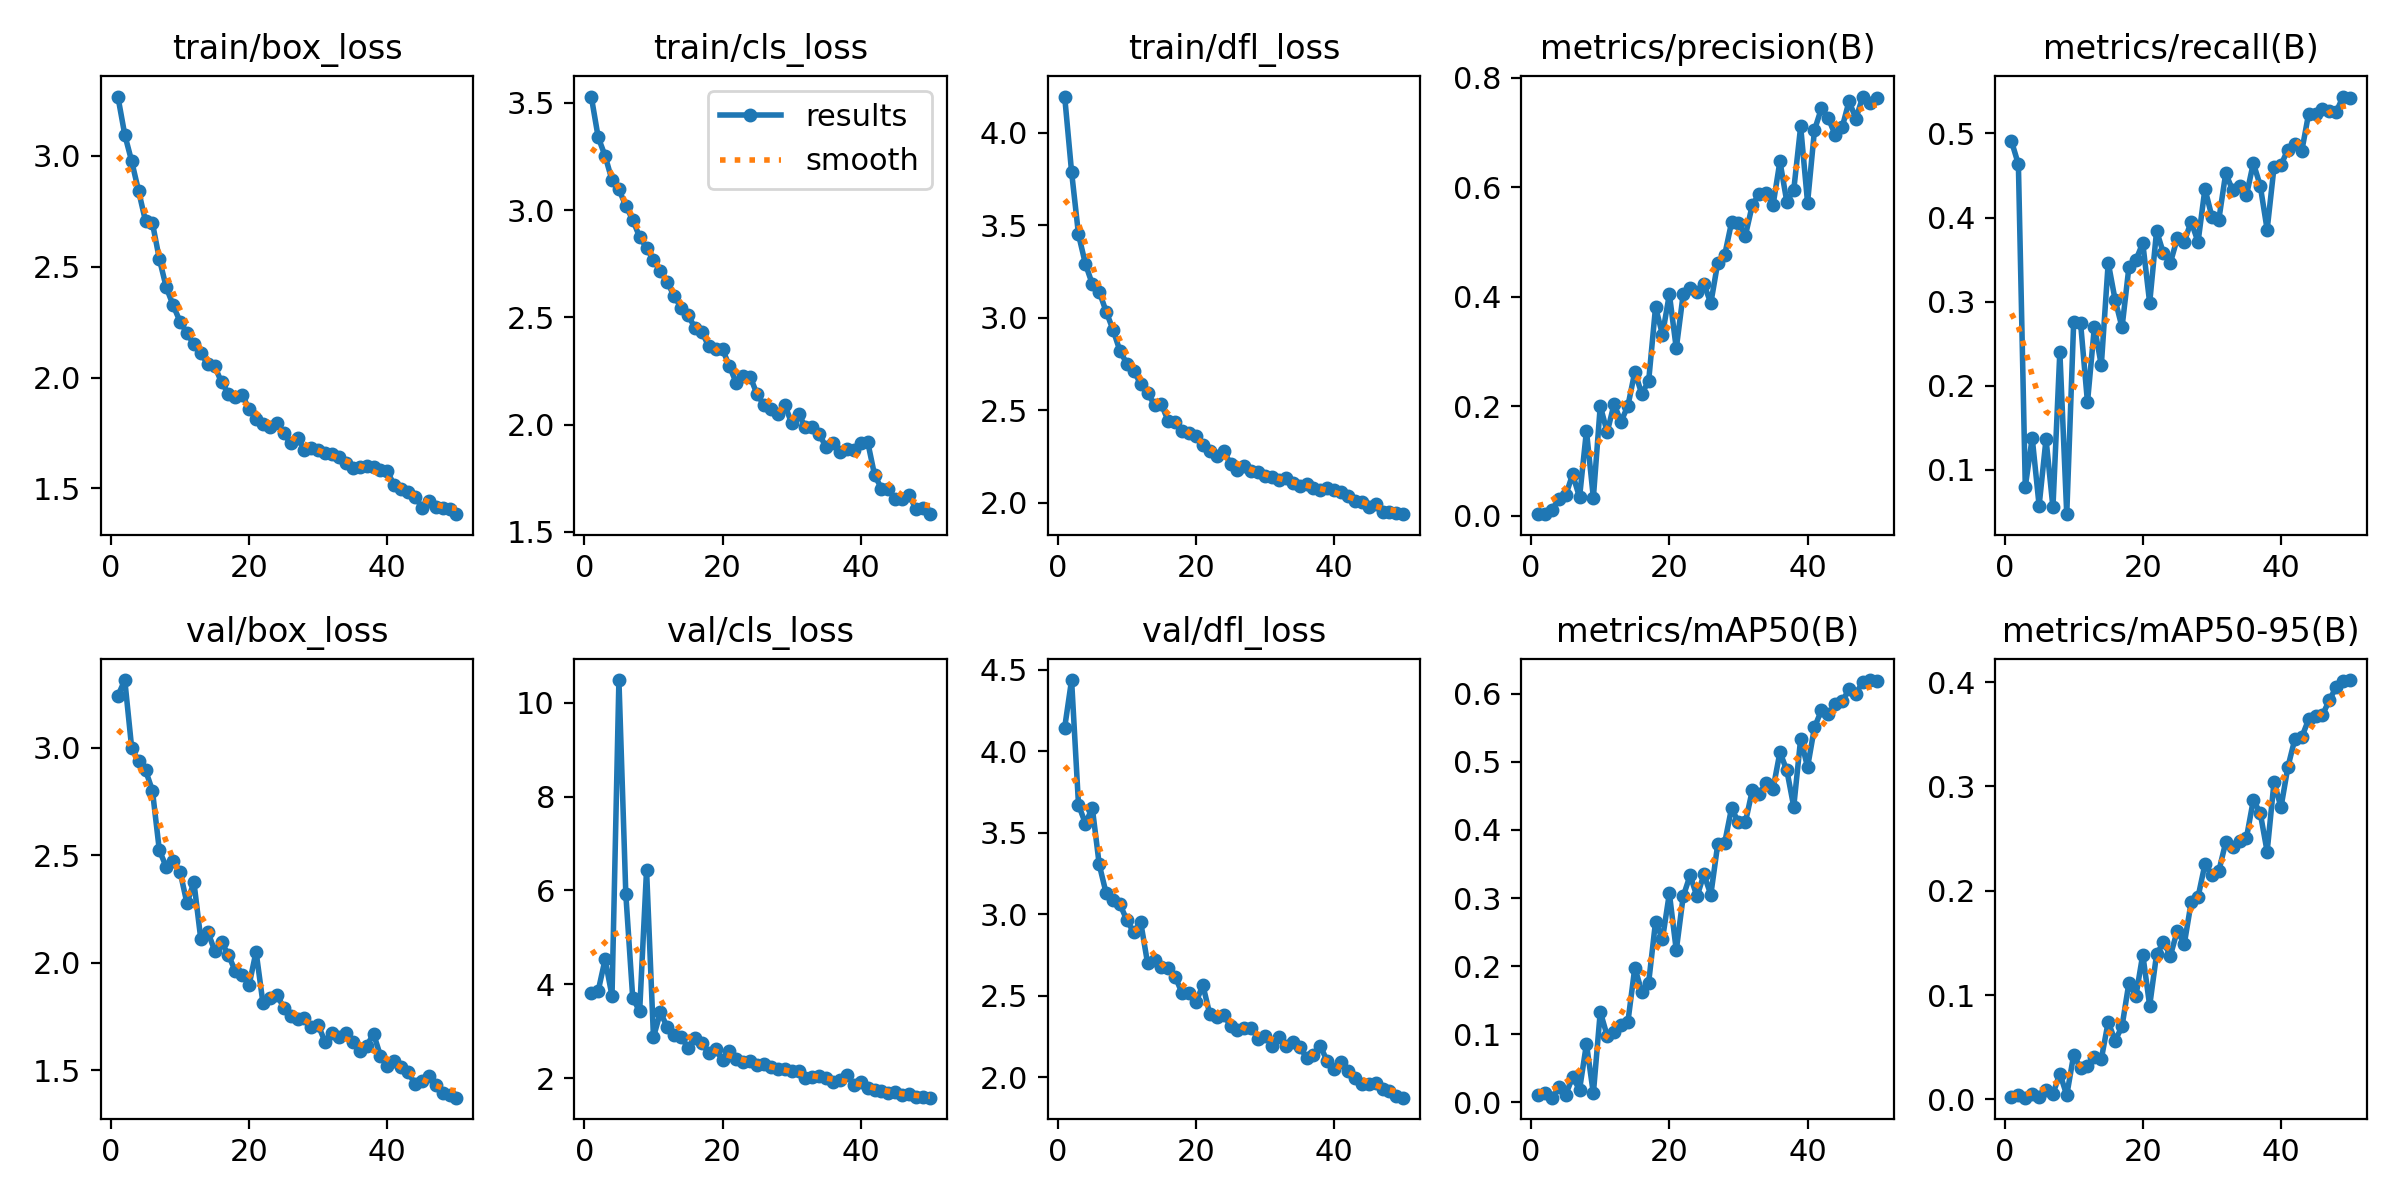 train/box_loss
3.0
2.5
2.0
1.5
0 20 40
train/cls_loss
results
smooth
3.5
3.0
2.5
2.0
1.5
0 20 40
train/dfl_loss
4.0
3.5
3.0
2.5
2.0
0 20 40
metrics/precision(B)
0.8
0.6
0.4
0.2
0.0
0 20 40
metrics/recall(B)
0.5
0.4
0.3
0.2
0.1
0 20 40
val/box_loss
3.0
2.5
2.0
1.5
0 20 40
val/cls_loss
10
8
6
4
2
0 20 40
val/dfl_loss
4.5
4.0
3.5
3.0
2.5
2.0
0 20 40
metrics/mAP50(B)
0.6
0.5
0.4
0.3
0.2
0.1
0.0
0 20 40
metrics/mAP50-95(B)
0.4
0.3
0.2
0.1
0.0
0 20 40